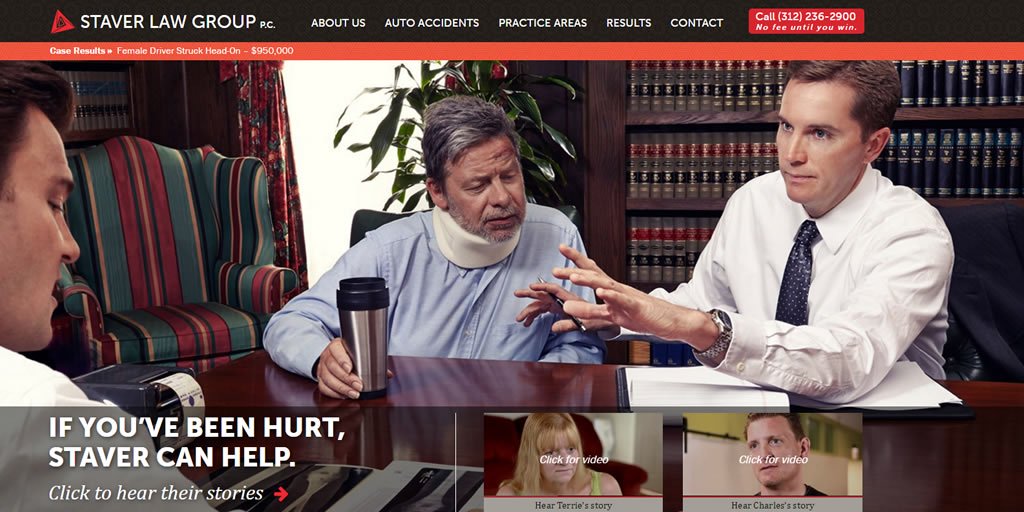 STAVER LAW GROUP P.C.
ABOUT US AUTO ACCIDENTS PRACTICE AREAS RESULTS CONTACT
Call (312) 236-2900
No fee until you win.
Case Results » Female Driver Struck Head-On – $950,000
IF YOU'VE BEEN HURT,
STAVER CAN HELP.
Click to hear their stories
Click for video
Hear Terrie's story
Click for video
Hear Charles's story